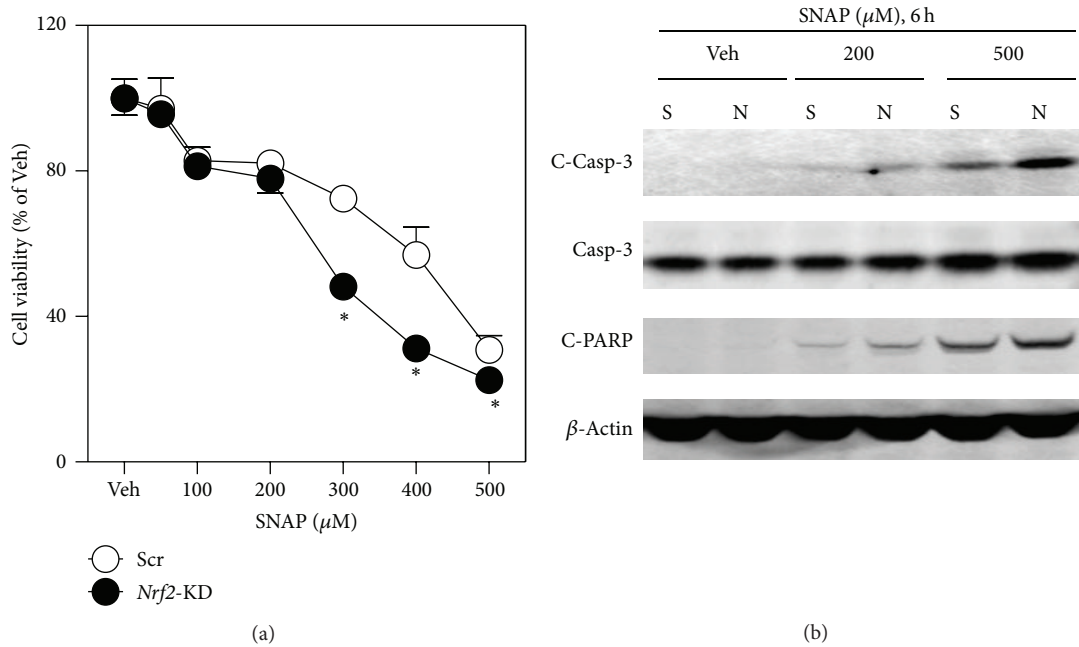 120
80
40
0
Cell viability (% of Veh)
*
*
*
Veh 100 200 300 400 500
SNAP (μM)
Scr
Nrf2-KD
(a)
SNAP (μM), 6 h
Veh 200 500
S N S N S N
C-Casp-3
Casp-3
C-PARP
β-Actin
(b)